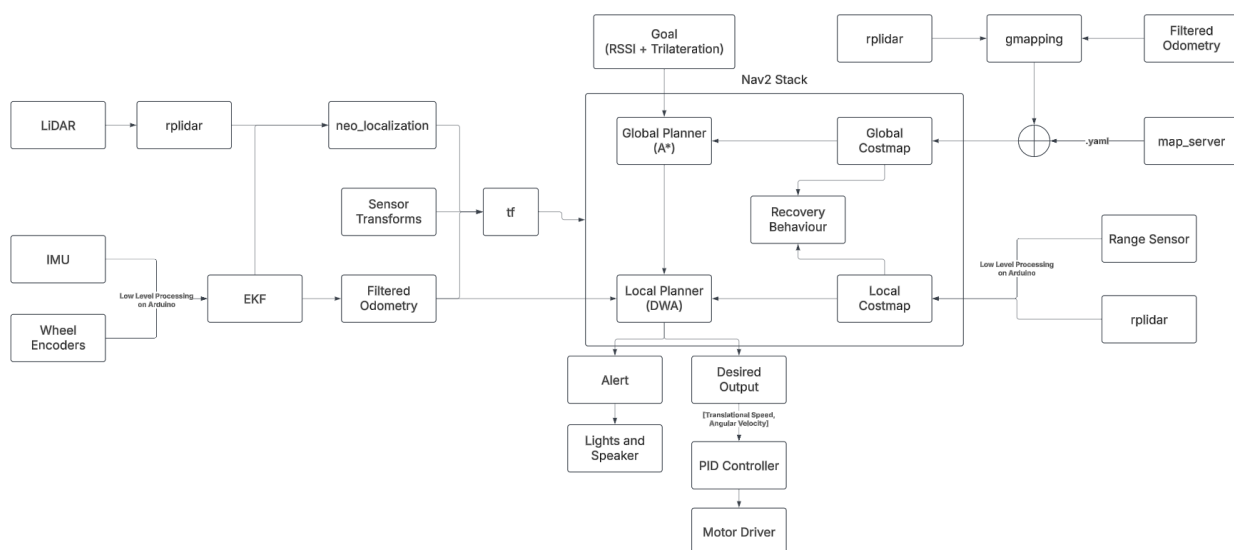 Goal
(RSSI + Trilateration)
rplidar
gmapping
Filtered
Odometry
Nav2 Stack
LiDAR
rplidar
neo_localization
Global Planner
(A*)
Global
Costmap
.yaml
map_server
Sensor
Transforms
tf
Recovery
Behaviour
Range Sensor
IMU
Low Level Processing
on Arduino
Wheel
Encoders
EKF
Filtered
Odometry
Local Planner
(DWA)
Local
Costmap
Low Level Processing
on Arduino
rplidar
Alert
Desired
Output
[Translational Speed,
Angular Velocity]
Lights and
Speaker
PID Controller
Motor Driver